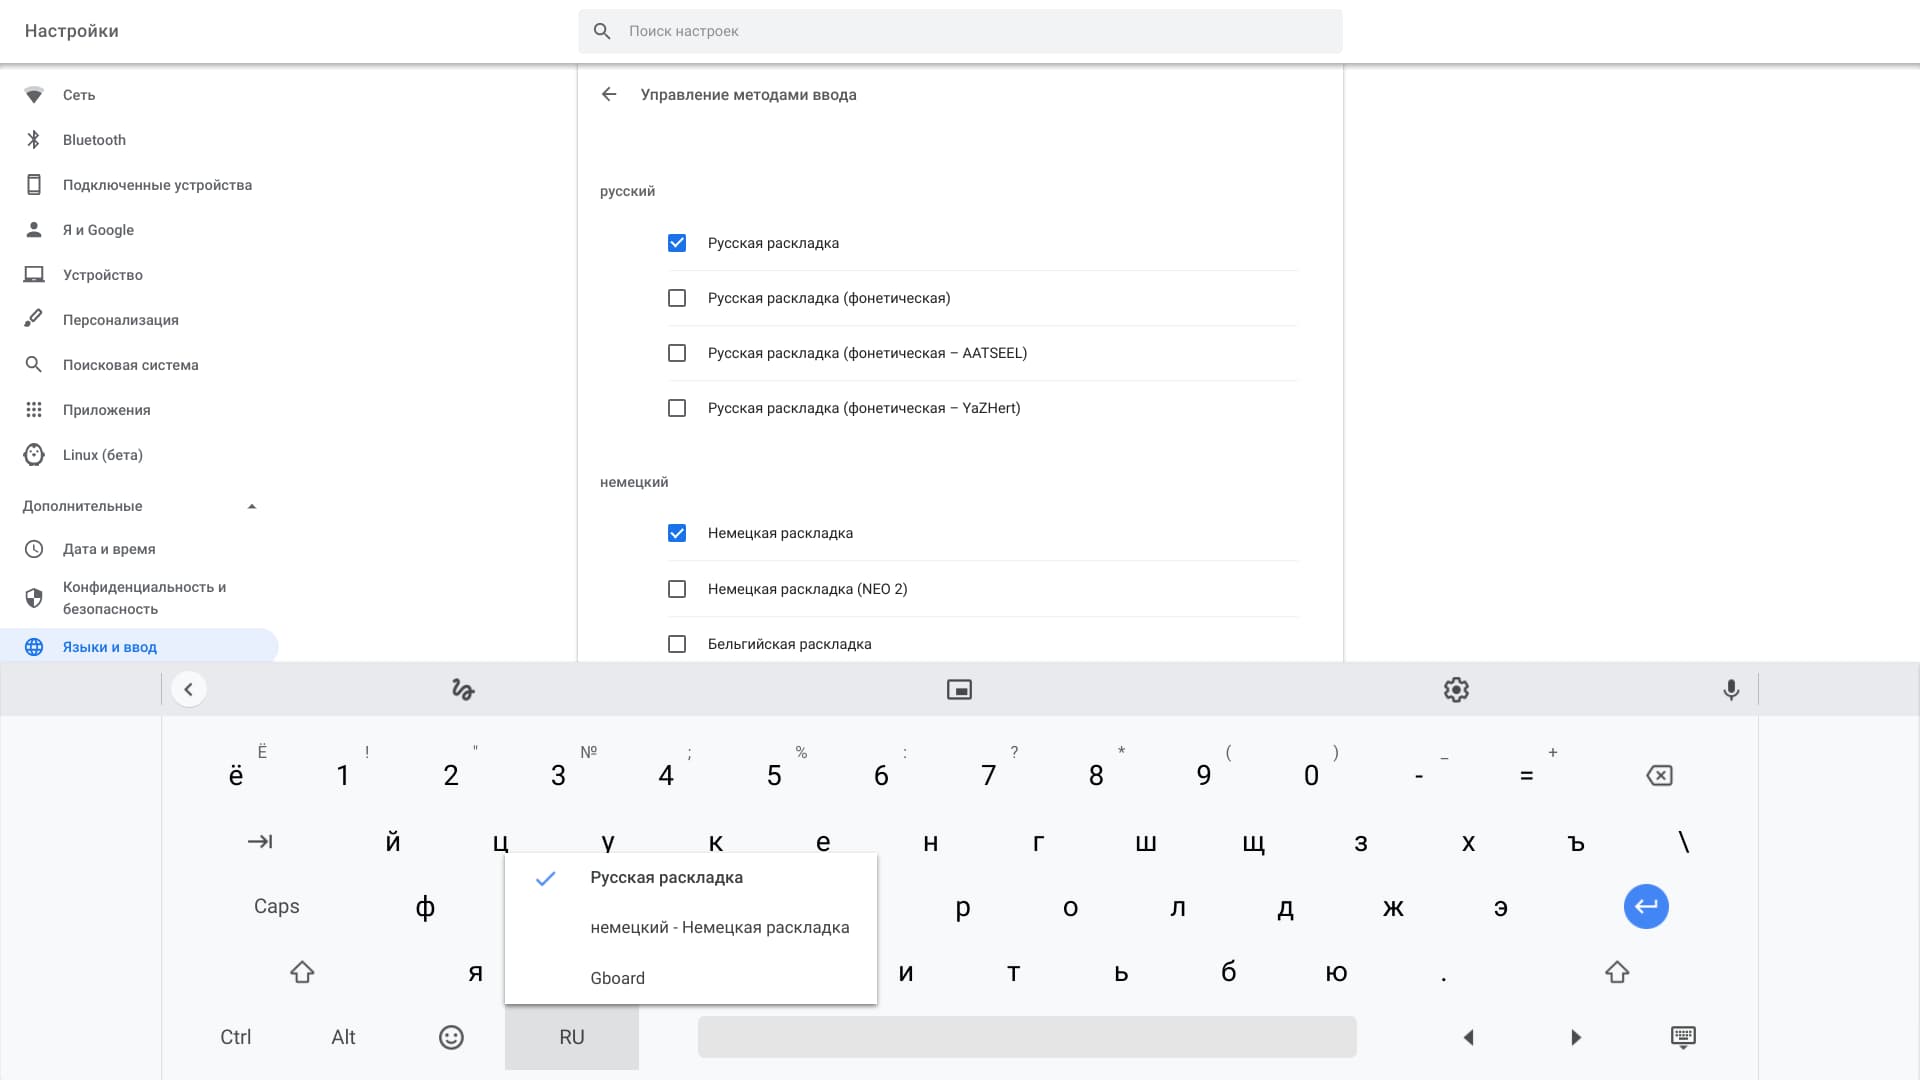 Настройки
Поиск настроек
Сеть
Bluetooth
Подключенные устройства
Я и Google
Устройство
Персонализация
Поисковая система
Приложения
Linux (бета)
Дополнительные
Дата и время
Конфиденциальность и
безопасность
Языки и ввод
Управление методами ввода
русский
Русская раскладка
Русская раскладка (фонетическая)
Русская раскладка (фонетическая – AATSEEL)
Русская раскладка (фонетическая – YaZHert)
немецкий
Немецкая раскладка
Немецкая раскладка (NEO 2)
Бельгийская раскладка
Ё ! " № ; % : ? * ( ) _ +
ё 1 2 3 4 5 6 7 8 9 0 - =
й ц у к е н г ш щ з х ъ \
Caps ф р о л д ж э
я и т ь б ю .
Русская раскладка
немецкий - Немецкая раскладка
Gboard
Ctrl Alt RU